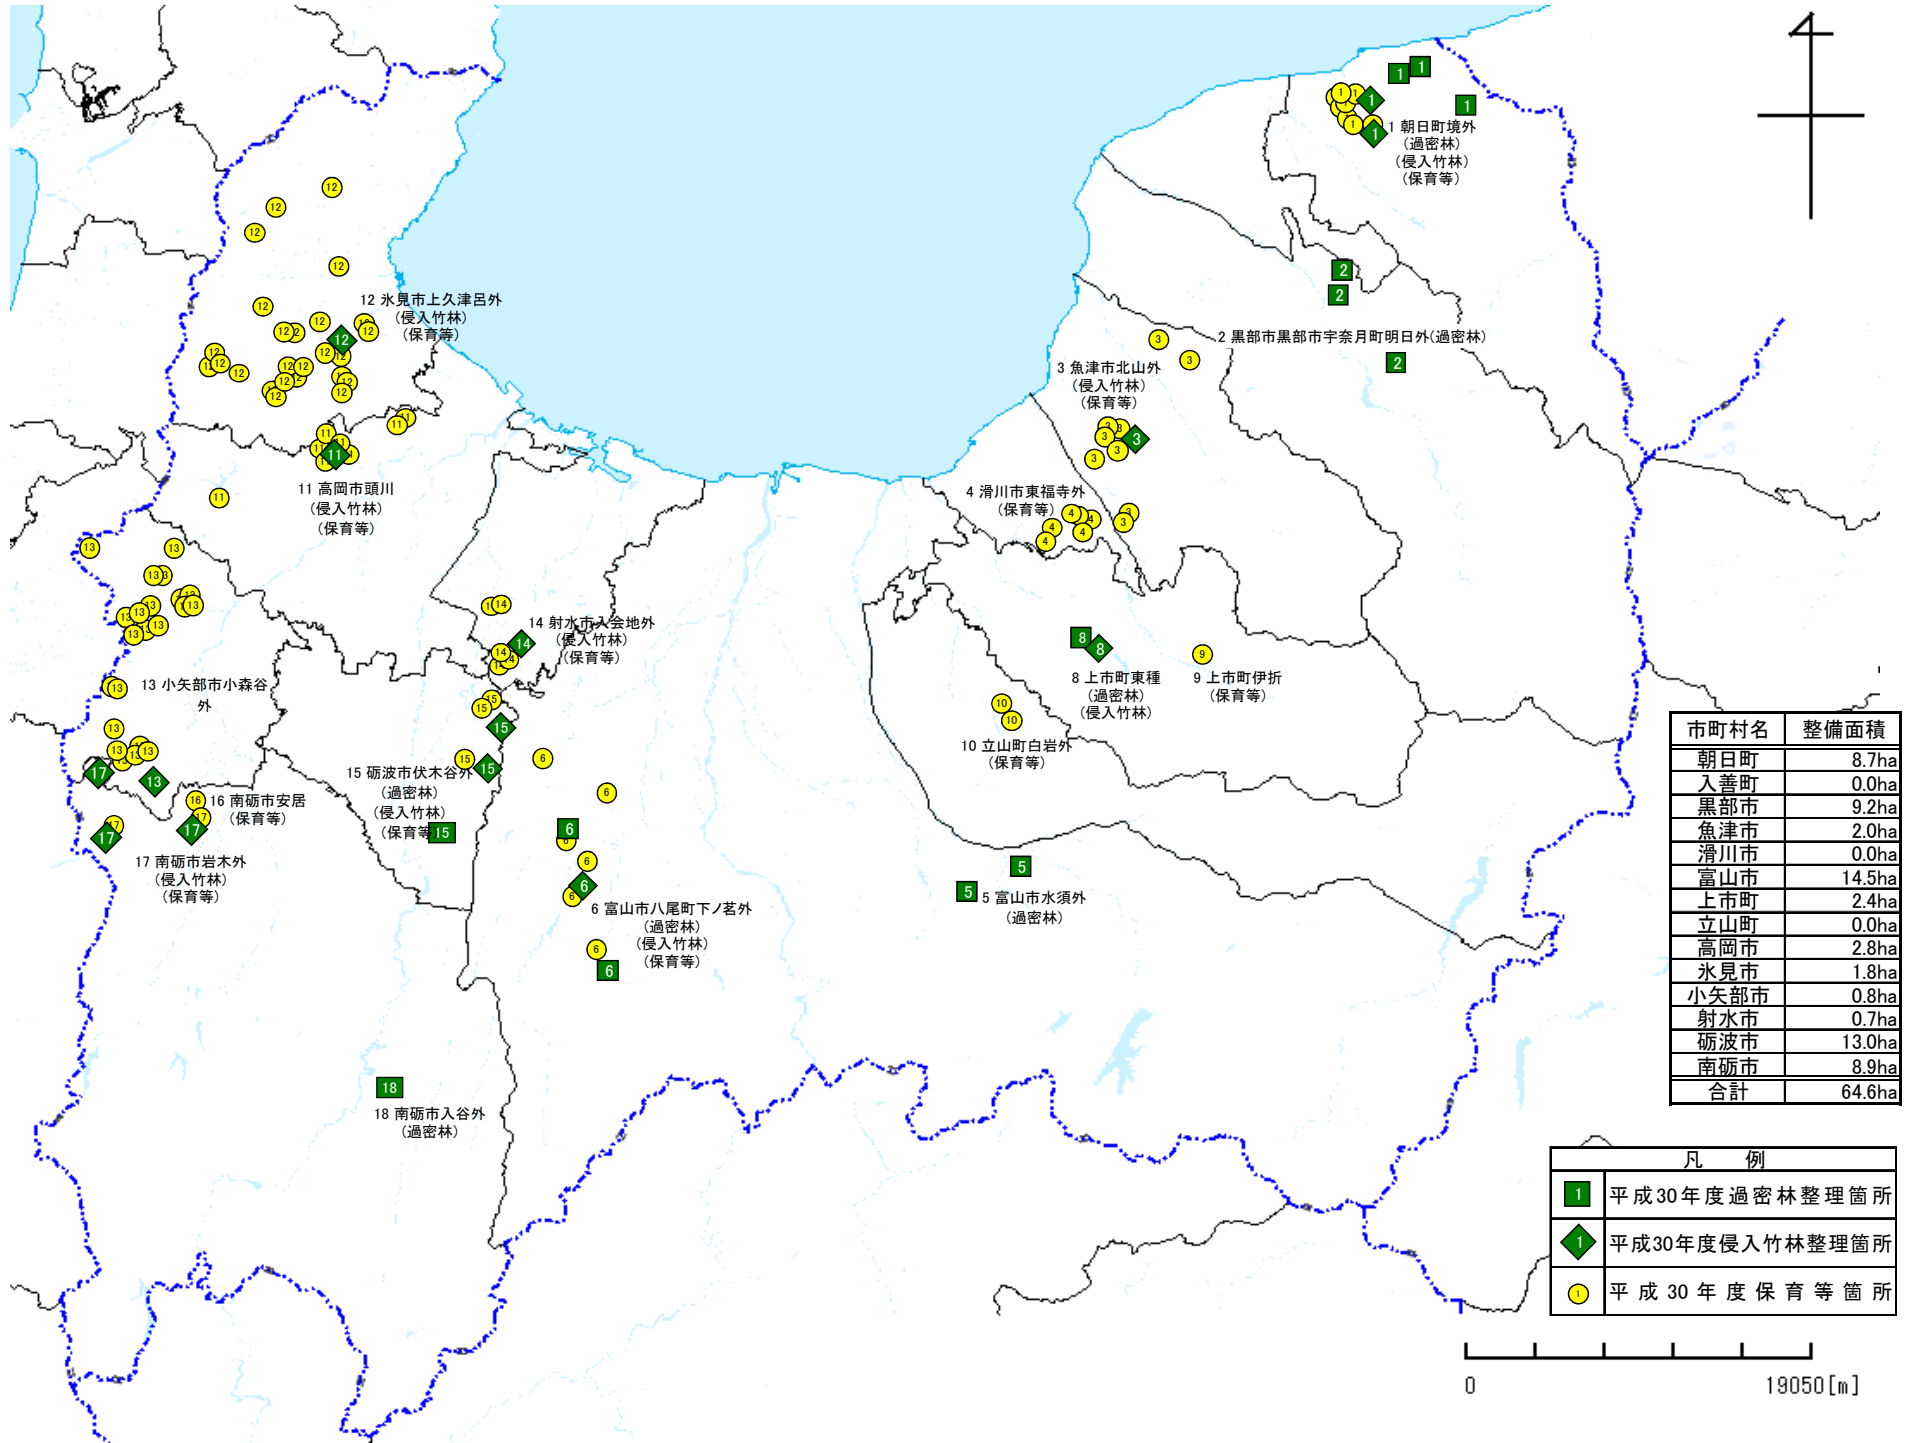 1 朝日町境外
(過密林)
(侵入竹林)
(保育等)
2 黒部市黒部市宇奈月町明日外(過密林)
3 魚津市北山外
(侵入竹林)
(保育等)
4 滑川市東福寺外
(保育等)
12 氷見市上久津呂外
(侵入竹林)
(保育等)
11 高岡市頭川
(侵入竹林)
(保育等)
14 射水市入会地外
(侵入竹林)
(保育等)
13 小矢部市小森谷
外
8 上市町東種
(過密林)
(侵入竹林)
9 上市町伊折
(保育等)
10 立山町白岩外
(保育等)
15 砺波市伏木谷外
(過密林)
(侵入竹林)
(保育等)
16 南砺市安居
(保育等)
17 南砺市岩木外
(侵入竹林)
(保育等)
5 富山市水須外
(過密林)
6 富山市八尾町下ノ茗外
(過密林)
(侵入竹林)
(保育等)
18 南砺市入谷外
(過密林)
市町村名 整備面積
朝日町 8.7ha
入善町 0.0ha
黒部市 9.2ha
魚津市 2.0ha
滑川市 0.0ha
富山市 14.5ha
上市町 2.4ha
立山町 0.0ha
高岡市 2.8ha
氷見市 1.8ha
小矢部市 0.8ha
射水市 0.7ha
砺波市 13.0ha
南砺市 8.9ha
合計 64.6ha
凡 例
1 平成30年度過密林整理箇所
1 平成30年度侵入竹林整理箇所
1 平成30年度保育等箇所
0 19050[m]